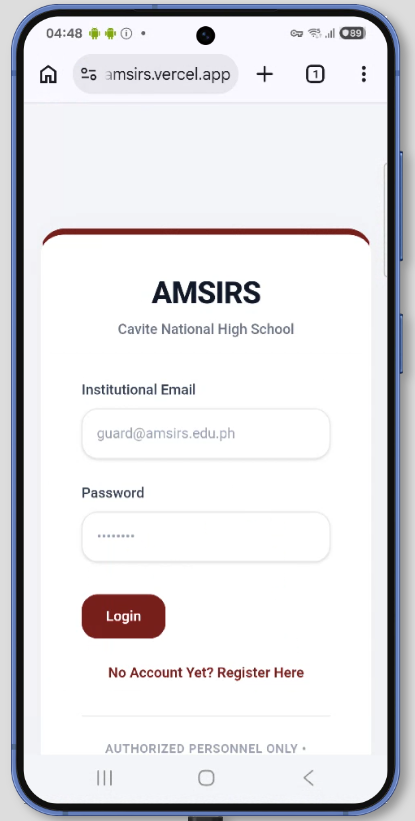 04:48
89
amsirs.vercel.app
1
AMSIRS
Cavite National High School
Institutional Email
guard@amsirs.edu.ph
Password
••••••••
Login
No Account Yet? Register Here
AUTHORIZED PERSONNEL ONLY •